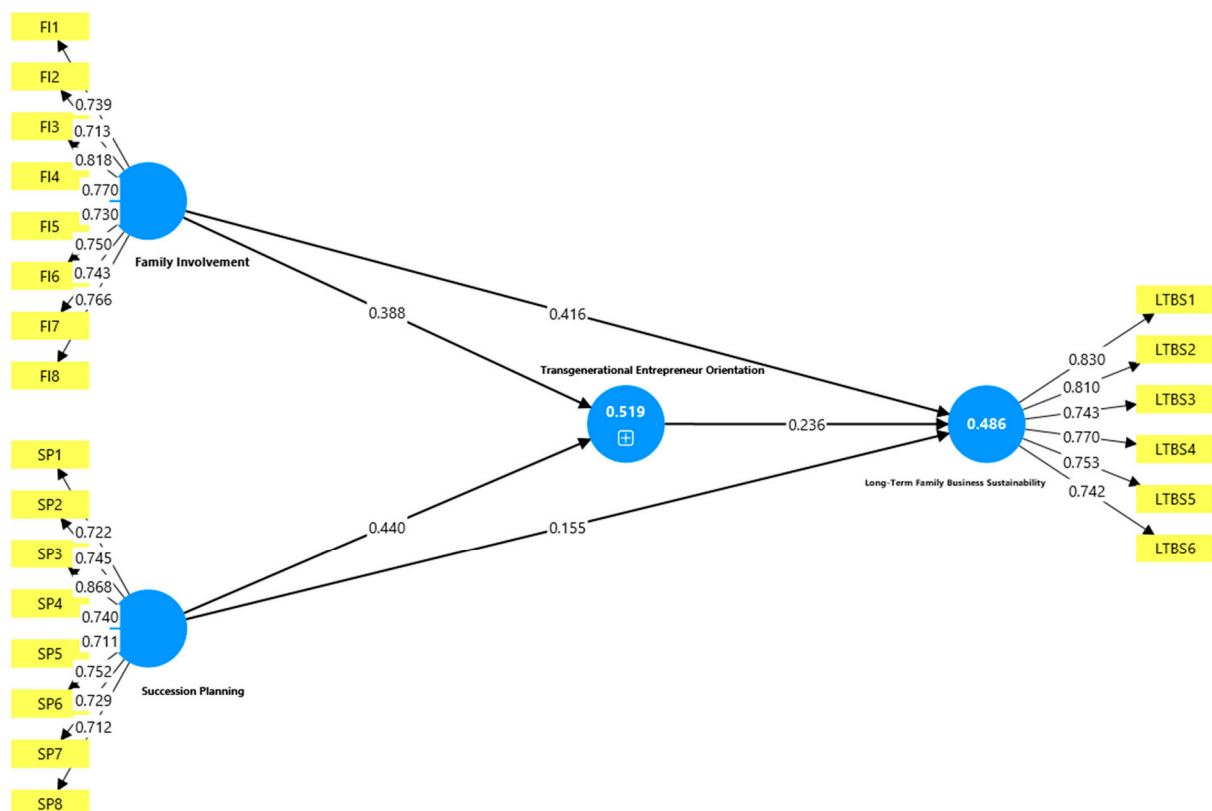 FI1
FI2
0.739
FI3
0.713
0.818
FI4
0.770
0.730
FI5
0.750
FI6
0.743
0.766
FI7
FI8
Family Involvement
0.388
0.416
Transgenerational Entrepreneur Orientation
0.519
0.236
0.486
Long-Term Family Business Sustainability
LTBS1
0.830
LTBS2
0.810
LTBS3
0.743
0.770
LTBS4
0.753
LTBS5
0.742
LTBS6
0.440
0.155
SP1
SP2
0.722
SP3
0.745
0.868
SP4
0.740
0.711
SP5
0.752
SP6
0.729
0.712
SP7
SP8
Succession Planning